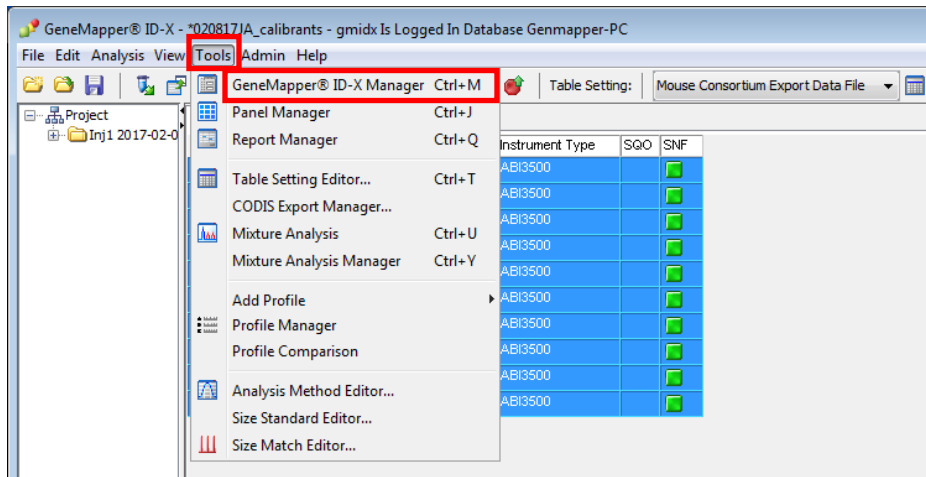 GeneMapper® ID-X - *020817JA_calibrants - gmidx Is Logged In Database Genmapper-PC
File Edit Analysis View Tools Admin Help
Table Setting: Mouse Consortium Export Data File
GeneMapper® ID-X Manager Ctrl+M
Panel Manager Ctrl+J
Report Manager Ctrl+Q
Table Setting Editor... Ctrl+T
CODIS Export Manager...
Mixture Analysis Ctrl+U
Mixture Analysis Manager Ctrl+Y
Add Profile
Profile Manager
Profile Comparison
Analysis Method Editor...
Size Standard Editor...
Size Match Editor...
Project
Inj1 2017-02-0
Instrument Type SQO SNF
ABI3500
ABI3500
ABI3500
ABI3500
ABI3500
ABI3500
ABI3500
ABI3500
ABI3500
ABI3500